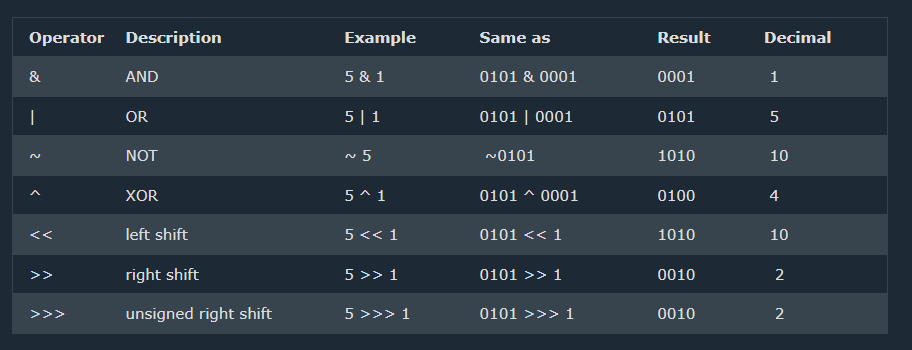 Operator Description Example Same as Result Decimal
& AND 5 & 1 0101 & 0001 0001 1
| OR 5 | 1 0101 | 0001 0101 5
~ NOT ~ 5 ~0101 1010 10
^ XOR 5 ^ 1 0101 ^ 0001 0100 4
<< left shift 5 << 1 0101 << 1 1010 10
>> right shift 5 >> 1 0101 >> 1 0010 2
>>> unsigned right shift 5 >>> 1 0101 >>> 1 0010 2